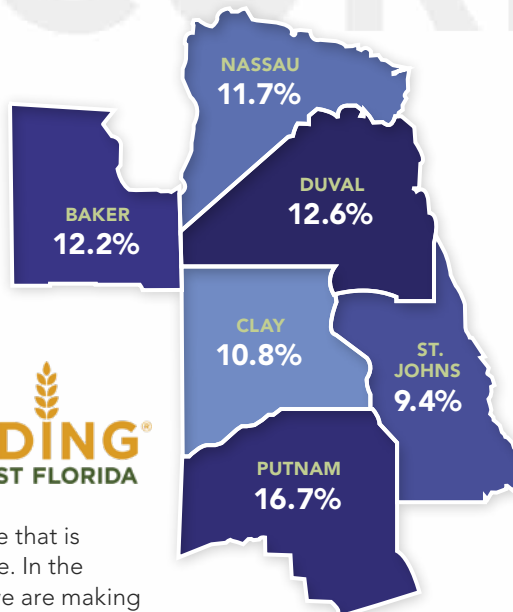 NASSAU
11.7%
DUVAL
12.6%
BAKER
12.2%
CLAY
10.8%
ST.
JOHNS
9.4%
PUTNAM
16.7%
DING®
ST FLORIDA
e that is
e. In the
re are making